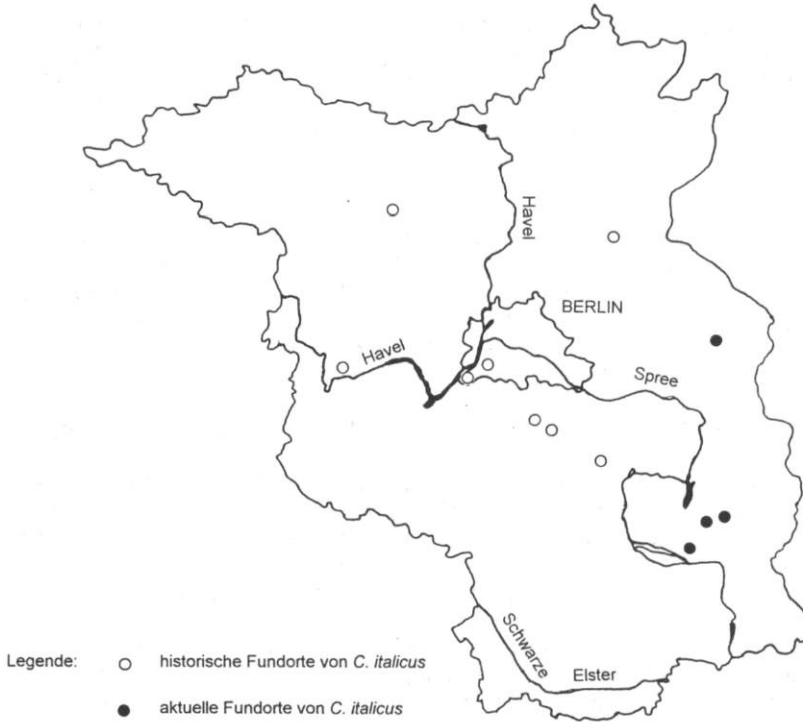 Havel
BERLIN
Havel
Spree
Schwarze
Elster
Legende:
historische Fundorte von C. italicus
aktuelle Fundorte von C. italicus